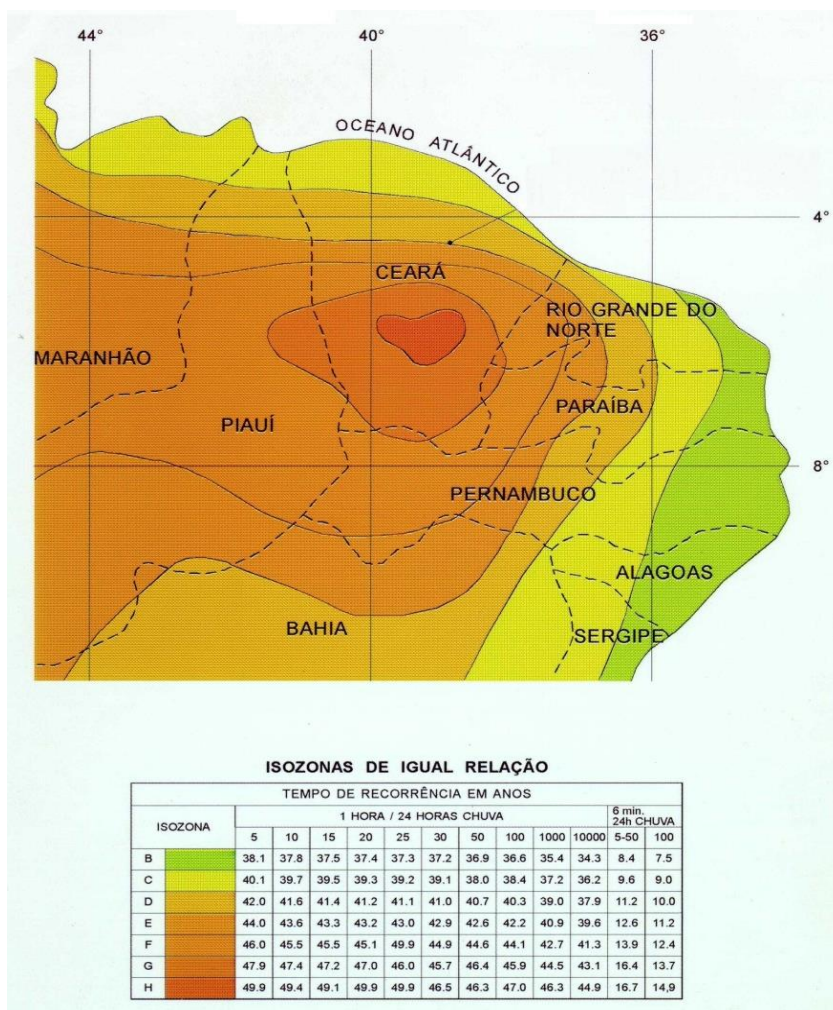 44°
40°
36°
OCEANO ATLÂNTICO
4°
CEARÁ
RIO GRANDE DO
NORTE
MARANHÃO
PARAÍBA
PIAUÍ
8°
PERNAMBUCO
ALAGOAS
BAHIA
SERGIPE
ISOZONAS DE IGUAL RELAÇÃO
TEMPO DE RECORRÊNCIA EM ANOS
ISOZONA
1 HORA / 24 HORAS CHUVA
6 min.
24h CHUVA
5 10 15 20 25 30 50 100 1000 10000 5-50 100
B 38.1 37.8 37.5 37.4 37.3 37.2 36.9 36.6 35.4 34.3 8.4 7.5
C 40.1 39.7 39.5 39.3 39.2 39.1 38.0 38.4 37.2 36.2 9.6 9.0
D 42.0 41.6 41.4 41.2 41.1 41.0 40.7 40.3 39.0 37.9 11.2 10.0
E 44.0 43.6 43.3 43.2 43.0 42.9 42.6 42.2 40.9 39.6 12.6 11.2
F 46.0 45.5 45.5 45.1 49.9 44.9 44.6 44.1 42.7 41.3 13.9 12.4
G 47.9 47.4 47.2 47.0 46.0 45.7 46.4 45.9 44.5 43.1 16.4 13.7
H 49.9 49.4 49.1 49.9 49.9 46.5 46.3 47.0 46.3 44.9 16.7 14,9